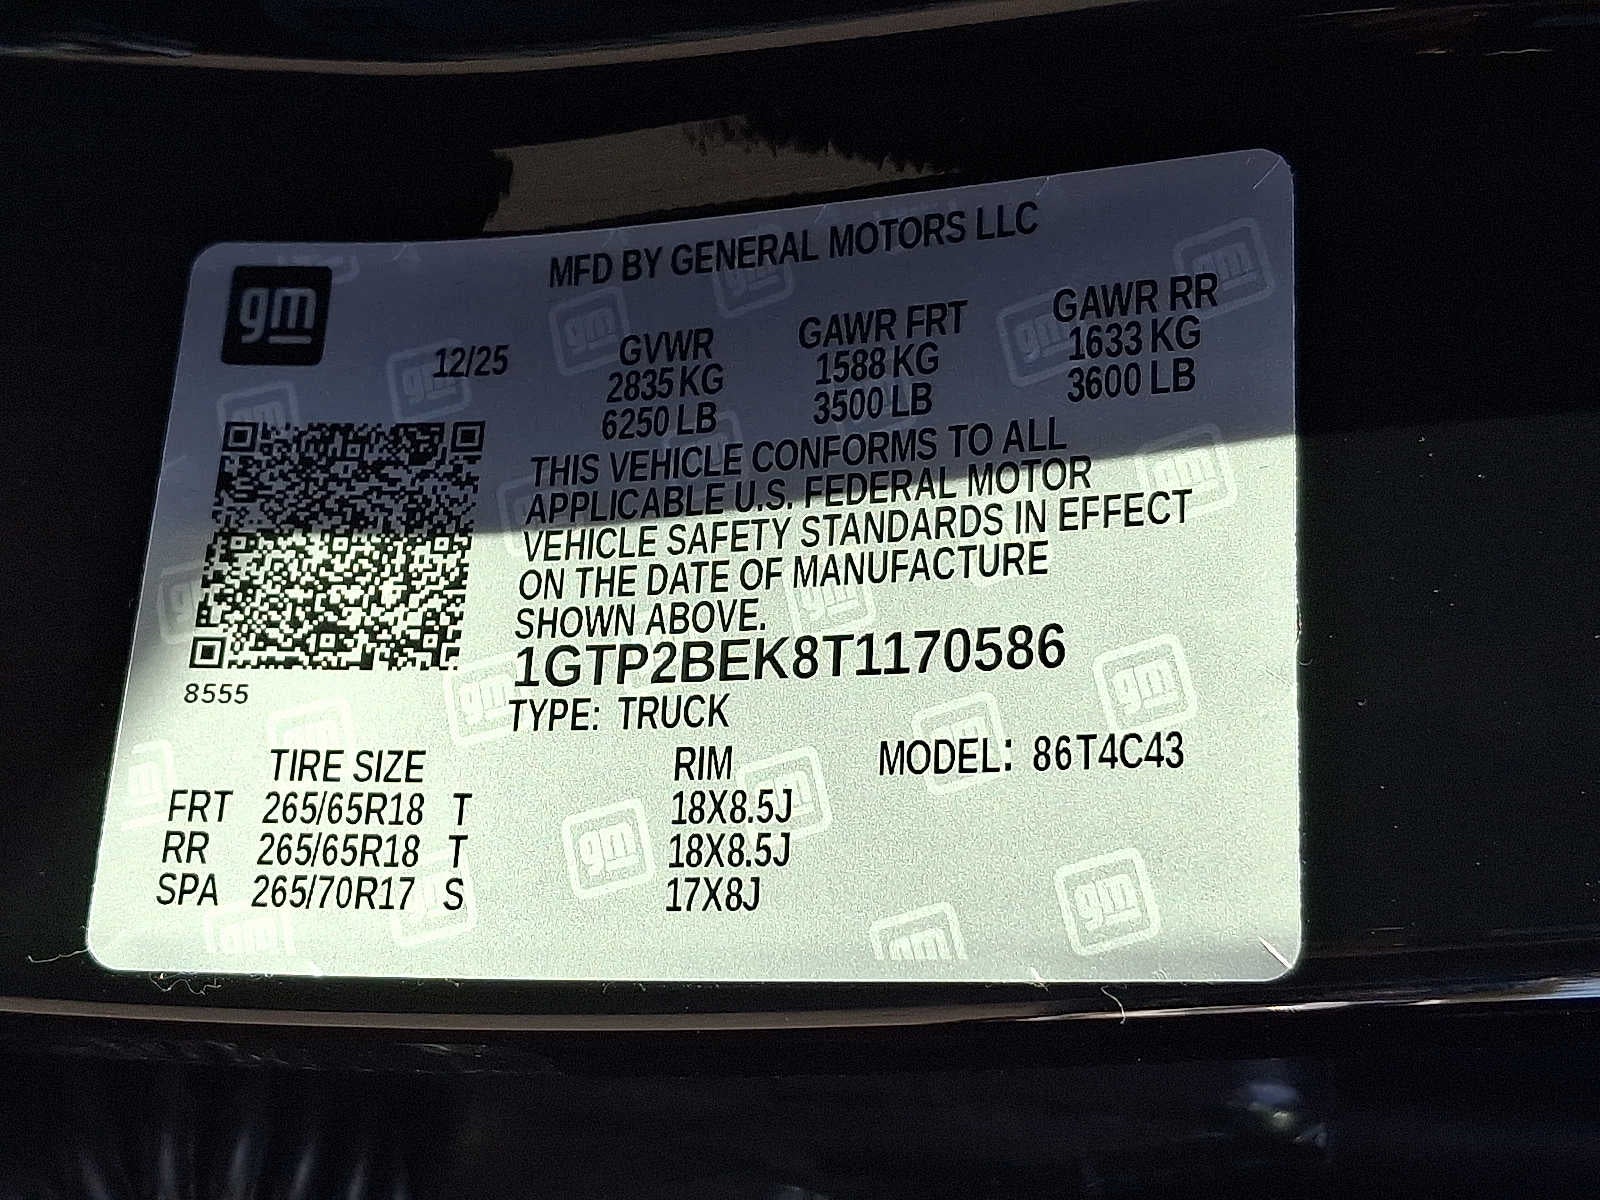 gm
MFD BY GENERAL MOTORS LLC
12/25
GVWR GAWR FRT GAWR RR
2835 KG 1588 KG 1633 KG
6250 LB 3500 LB 3600 LB
THIS VEHICLE CONFORMS TO ALL
APPLICABLE U.S. FEDERAL MOTOR
VEHICLE SAFETY STANDARDS IN EFFECT
ON THE DATE OF MANUFACTURE
SHOWN ABOVE.
1GTP2BEK8T1170586
8555
TYPE: TRUCK
TIRE SIZE RIM MODEL: 86T4C43
FRT 265/65R18 T 18X8.5J
RR 265/65R18 T 18X8.5J
SPA 265/70R17 S 17X8J